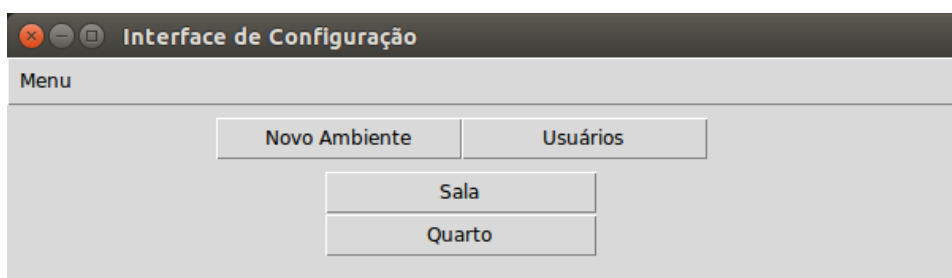 Interface de Configuração
Menu
Novo Ambiente Usuários
Sala
Quarto